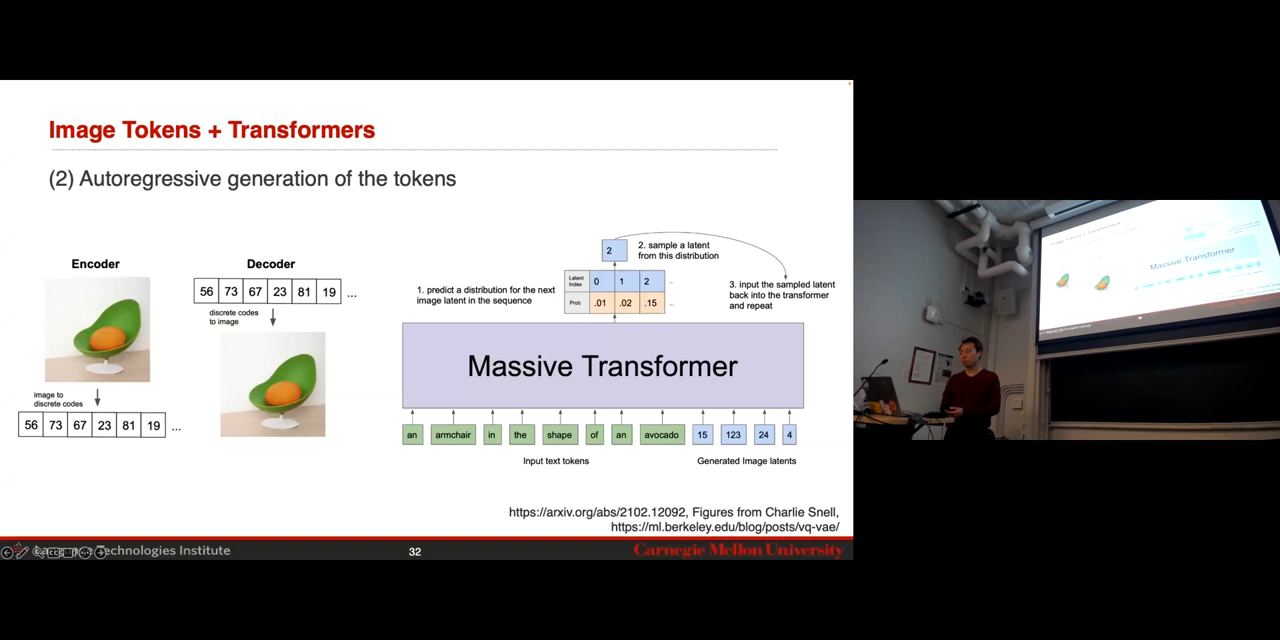 Image Tokens + Transformers
(2) Autoregressive generation of the tokens
Encoder
image to
discrete codes
56 73 67 23 81 19 ...
Decoder
56 73 67 23 81 19 ...
discrete codes
to image
2
2. sample a latent
from this distribution
1. predict a distribution for the next
image latent in the sequence
Latent
Index
0 1 2 ...
Prob
.01 .02 .15 ...
3. input the sampled latent
back into the transformer
and repeat
Massive Transformer
an armchair in the shape of an avocado 15 123 24 4
Input text tokens
Generated Image latents
https://arxiv.org/abs/2102.12092, Figures from Charlie Snell,
https://ml.berkeley.edu/blog/posts/vq-vae/
Technologies Institute
32
Carnegie Mellon University
Image Tokens + Transformers
Massive Transformer